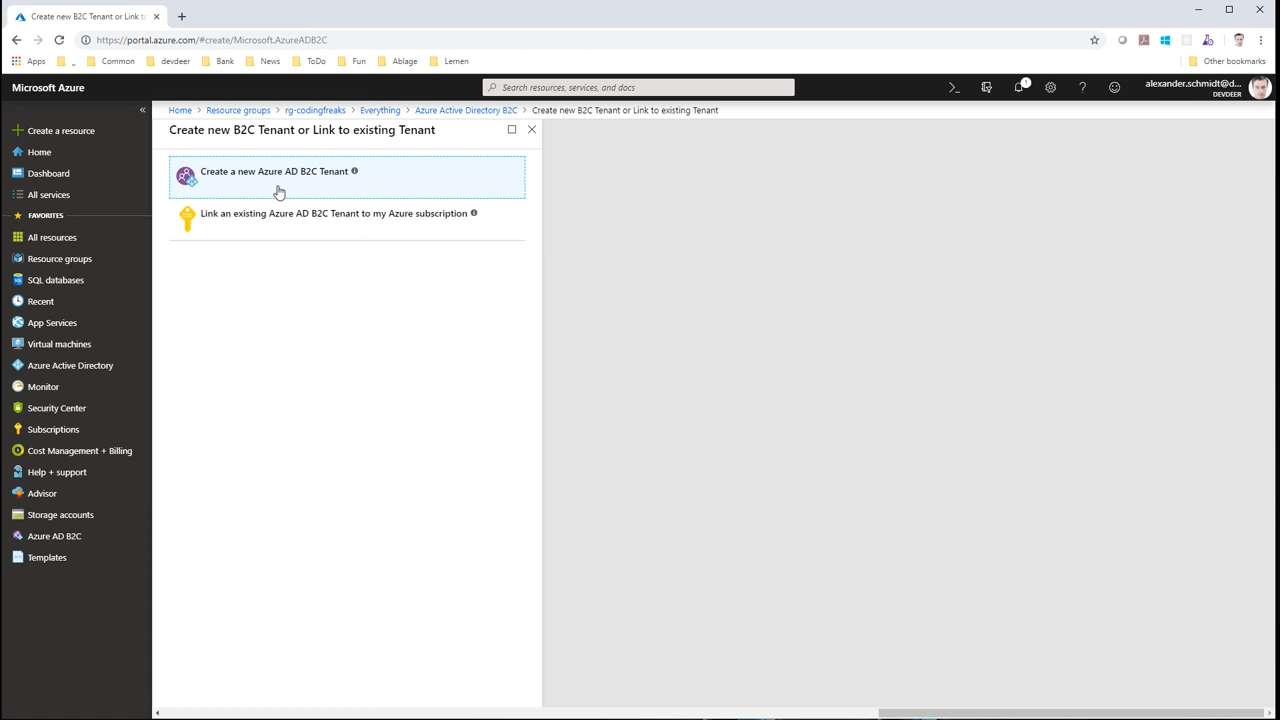 Create new B2C Tenant or Link to
https://portal.azure.com/#create/Microsoft.AzureADB2C
Apps _ Common devdeer Bank News ToDo Fun Ablage Lernen Other bookmarks
Microsoft Azure
Search resources, services, and docs
1
alexander.schmidt@d...
DEVDEER
Home > Resource groups > rg-codingfreaks > Everything > Azure Active Directory B2C > Create new B2C Tenant or Link to existing Tenant
Create new B2C Tenant or Link to existing Tenant
Create a new Azure AD B2C Tenant
Link an existing Azure AD B2C Tenant to my Azure subscription
Create a resource
Home
Dashboard
All services
FAVORITES
All resources
Resource groups
SQL databases
Recent
App Services
Virtual machines
Azure Active Directory
Monitor
Security Center
Subscriptions
Cost Management + Billing
Help + support
Advisor
Storage accounts
Azure AD B2C
Templates